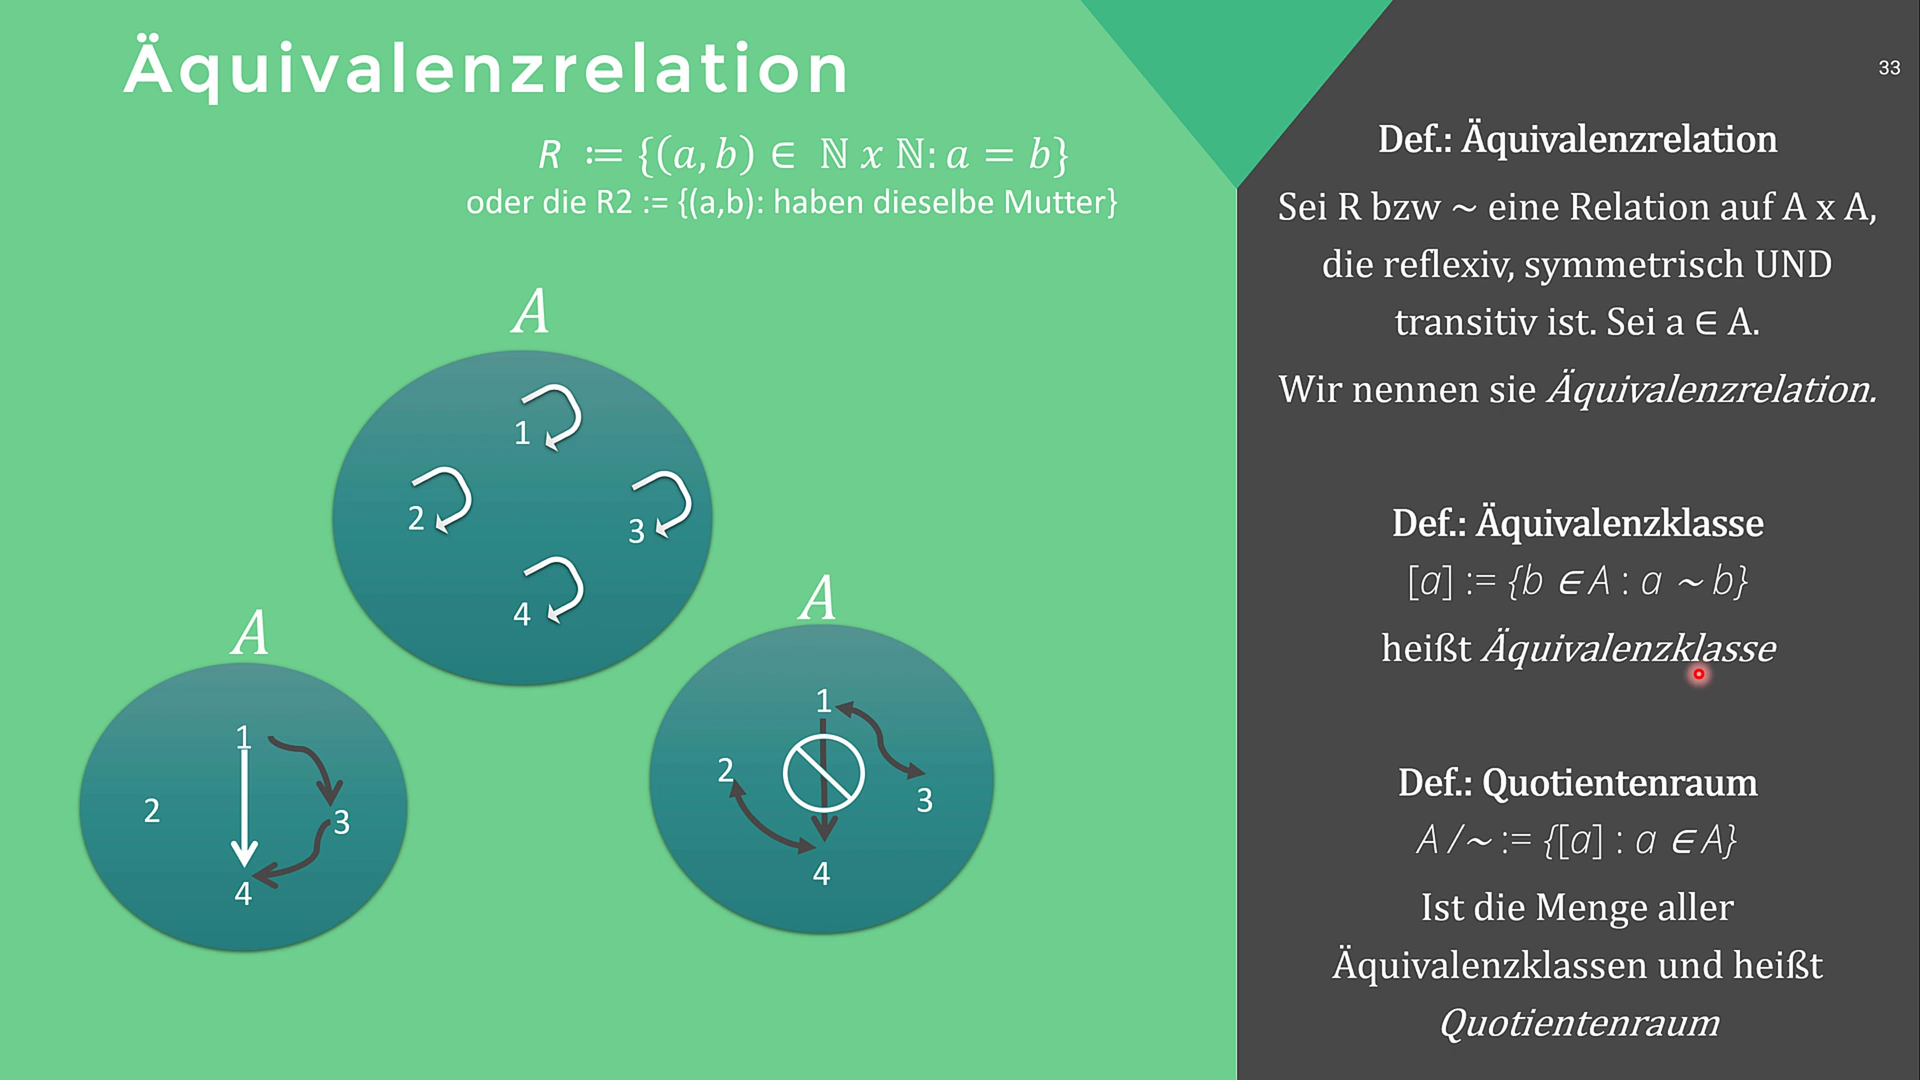 Äquivalenzrelation
R := {(a, b) ∈ ℕ x ℕ: a = b}
oder die R2 := {(a,b): haben dieselbe Mutter}
A
1
2
3
4
A
1
2
3
4
A
1
2
3
4
33
Def.: Äquivalenzrelation
Sei R bzw ~ eine Relation auf A x A,
die reflexiv, symmetrisch UND
transitiv ist. Sei a ∈ A.
Wir nennen sie Äquivalenzrelation.
Def.: Äquivalenzklasse
[a] := {b ∈ A : a ~ b}
heißt Äquivalenzklasse
Def.: Quotientenraum
A /~ := {[a] : a ∈ A}
Ist die Menge aller
Äquivalenzklassen und heißt
Quotientenraum